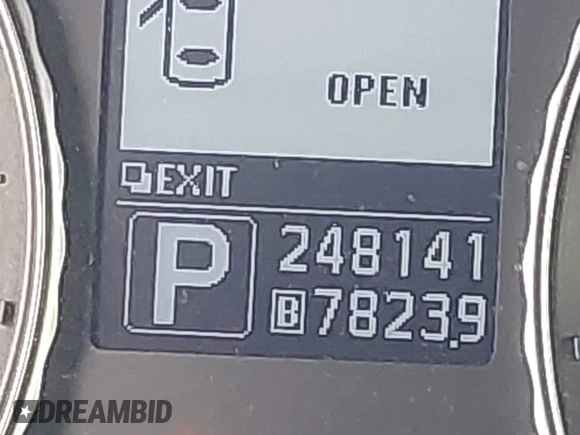 OPEN
EXIT
P
248141
B 7823.9
DREAMBID